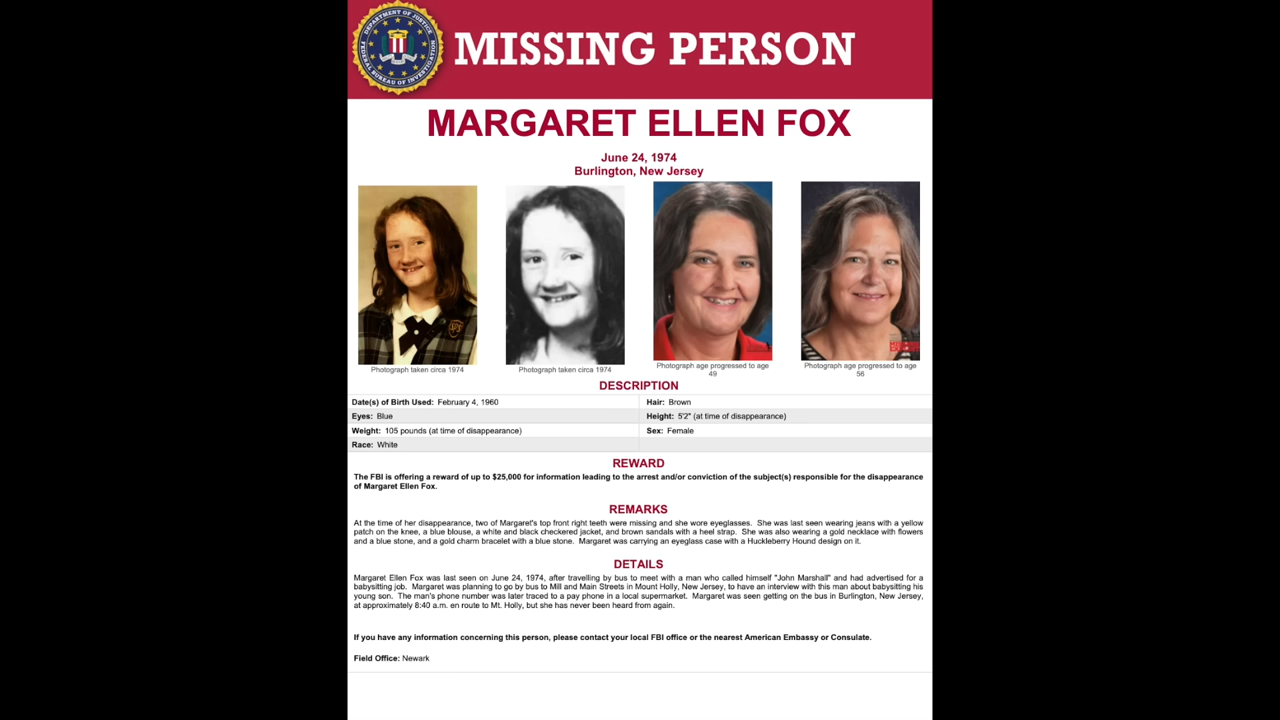 DEPARTMENT OF JUSTICE
FEDERAL BUREAU OF INVESTIGATION
MISSING PERSON
MARGARET ELLEN FOX
June 24, 1974
Burlington, New Jersey
Photograph taken circa 1974
Photograph taken circa 1974
Photograph age progressed to age
49
Photograph age progressed to age
56
DESCRIPTION
Date(s) of Birth Used: February 4, 1960
Hair: Brown
Eyes: Blue
Height: 5'2" (at time of disappearance)
Weight: 105 pounds (at time of disappearance)
Sex: Female
Race: White
REWARD
The FBI is offering a reward of up to $25,000 for information leading to the arrest and/or conviction of the subject(s) responsible for the disappearance
of Margaret Ellen Fox.
REMARKS
At the time of her disappearance, two of Margaret's top front right teeth were missing and she wore eyeglasses. She was last seen wearing jeans with a yellow
patch on the knee, a blue blouse, a white and black checkered jacket, and brown sandals with a heel strap. She was also wearing a gold necklace with flowers
and a blue stone, and a gold charm bracelet with a blue stone. Margaret was carrying an eyeglass case with a Huckleberry Hound design on it.
DETAILS
Margaret Ellen Fox was last seen on June 24, 1974, after travelling by bus to meet with a man who called himself "John Marshall" and had advertised for a
babysitting job. Margaret was planning to go by bus to Mill and Main Streets in Mount Holly, New Jersey, to have an interview with this man about babysitting his
young son. The man's phone number was later traced to a pay phone in a local supermarket. Margaret was seen getting on the bus in Burlington, New Jersey,
at approximately 8:40 a.m. en route to Mt. Holly, but she has never been heard from again.
If you have any information concerning this person, please contact your local FBI office or the nearest American Embassy or Consulate.
Field Office: Newark